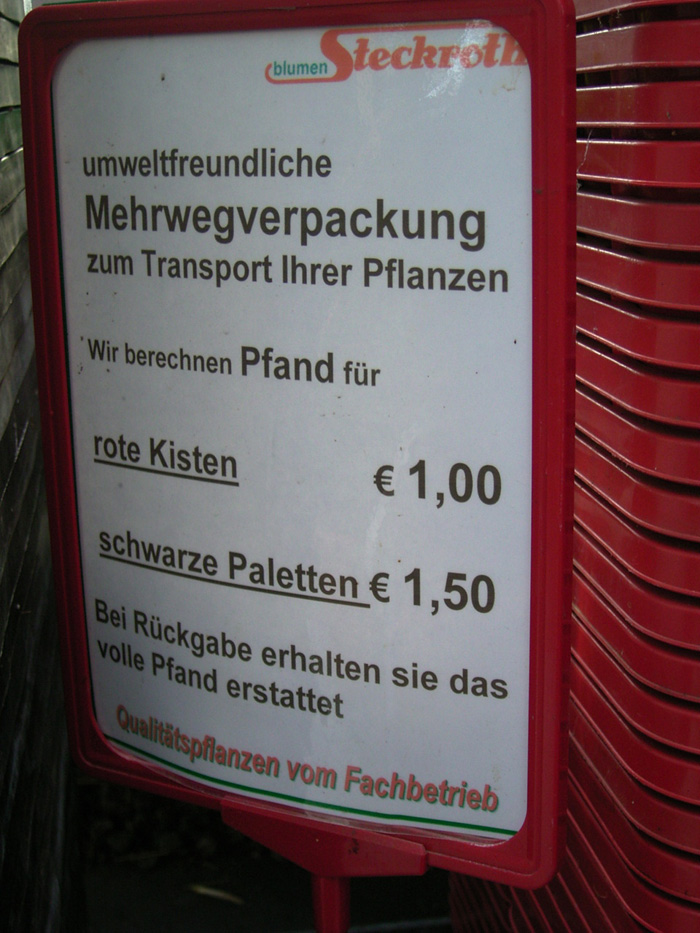 blumen Steckroth
umweltfreundliche
Mehrwegverpackung
zum Transport Ihrer Pflanzen
Wir berechnen Pfand für
rote Kisten € 1,00
schwarze Paletten € 1,50
Bei Rückgabe erhalten sie das
volle Pfand erstattet
Qualitätspflanzen vom Fachbetrieb